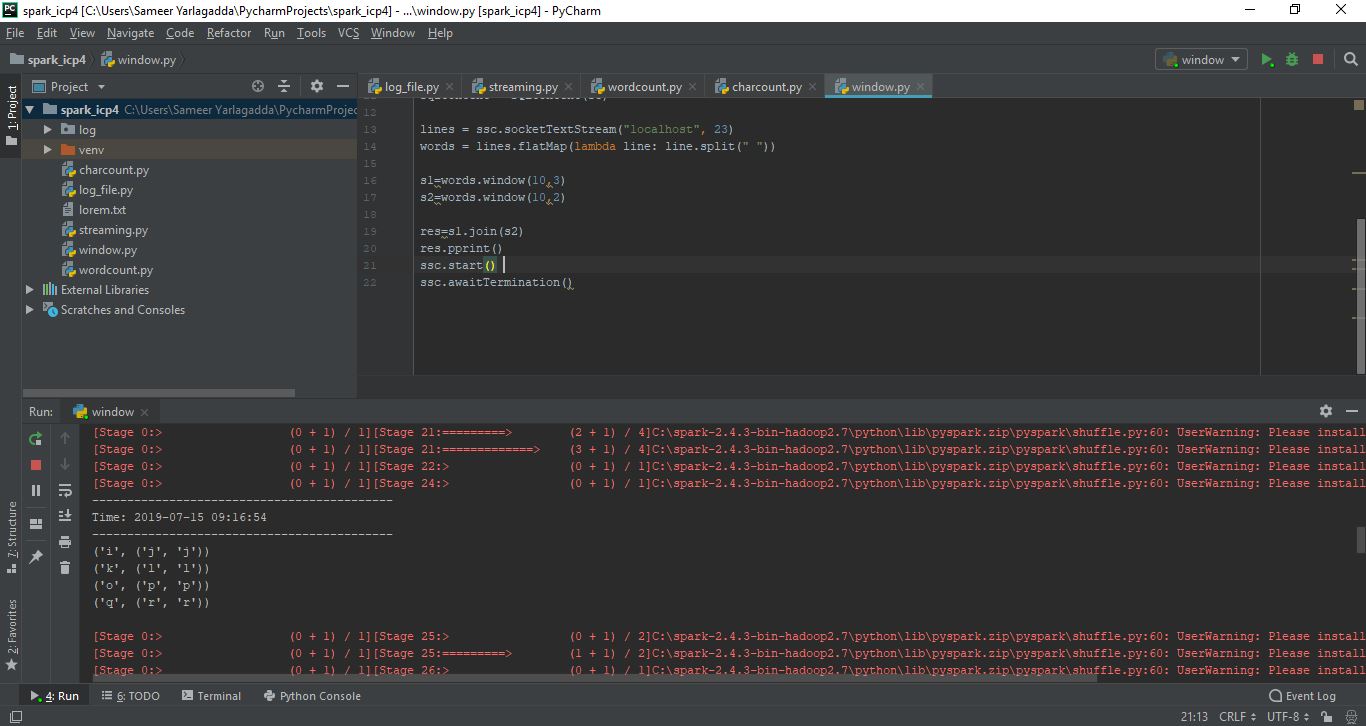 spark_icp4 [C:\Users\Sameer Yarlagadda\PycharmProjects\spark_icp4] - ...\window.py [spark_icp4] - PyCharm
File Edit View Navigate Code Refactor Run Tools VCS Window Help
spark_icp4 window.py window
1: Project
Project
log_file.py streaming.py wordcount.py charcount.py window.py
spark_icp4 C:\Users\Sameer Yarlagadda\PycharmProjec
log
venv
charcount.py
log_file.py
lorem.txt
streaming.py
window.py
wordcount.py
External Libraries
Scratches and Consoles
12
13 lines = ssc.socketTextStream("localhost", 23)
14 words = lines.flatMap(lambda line: line.split(" "))
15
16 s1=words.window(10,3)
17 s2=words.window(10,2)
18
19 res=s1.join(s2)
20 res.pprint()
21 ssc.start()
22 ssc.awaitTermination()
Run: window
[Stage 0:> (0 + 1) / 1][Stage 21:=========> (2 + 1) / 4]C:\spark-2.4.3-bin-hadoop2.7\python\lib\pyspark.zip\pyspark\shuffle.py:60: UserWarning: Please install
[Stage 0:> (0 + 1) / 1][Stage 21:=============> (3 + 1) / 4]C:\spark-2.4.3-bin-hadoop2.7\python\lib\pyspark.zip\pyspark\shuffle.py:60: UserWarning: Please install
[Stage 0:> (0 + 1) / 1][Stage 22:> (0 + 1) / 1]C:\spark-2.4.3-bin-hadoop2.7\python\lib\pyspark.zip\pyspark\shuffle.py:60: UserWarning: Please install
[Stage 0:> (0 + 1) / 1][Stage 24:> (0 + 1) / 1]C:\spark-2.4.3-bin-hadoop2.7\python\lib\pyspark.zip\pyspark\shuffle.py:60: UserWarning: Please install
-------------------------------------------
Time: 2019-07-15 09:16:54
-------------------------------------------
('i', ('j', 'j'))
('k', ('l', 'l'))
('o', ('p', 'p'))
('q', ('r', 'r'))
[Stage 0:> (0 + 1) / 1][Stage 25:> (0 + 1) / 2]C:\spark-2.4.3-bin-hadoop2.7\python\lib\pyspark.zip\pyspark\shuffle.py:60: UserWarning: Please install
[Stage 0:> (0 + 1) / 1][Stage 25:=========> (1 + 1) / 2]C:\spark-2.4.3-bin-hadoop2.7\python\lib\pyspark.zip\pyspark\shuffle.py:60: UserWarning: Please install
[Stage 0:> (0 + 1) / 1][Stage 26:> (0 + 1) / 1]C:\spark-2.4.3-bin-hadoop2.7\python\lib\pyspark.zip\pyspark\shuffle.py:60: UserWarning: Please install
7: Structure
2: Favorites
4: Run 6: TODO Terminal Python Console Event Log
21:13 CRLF UTF-8